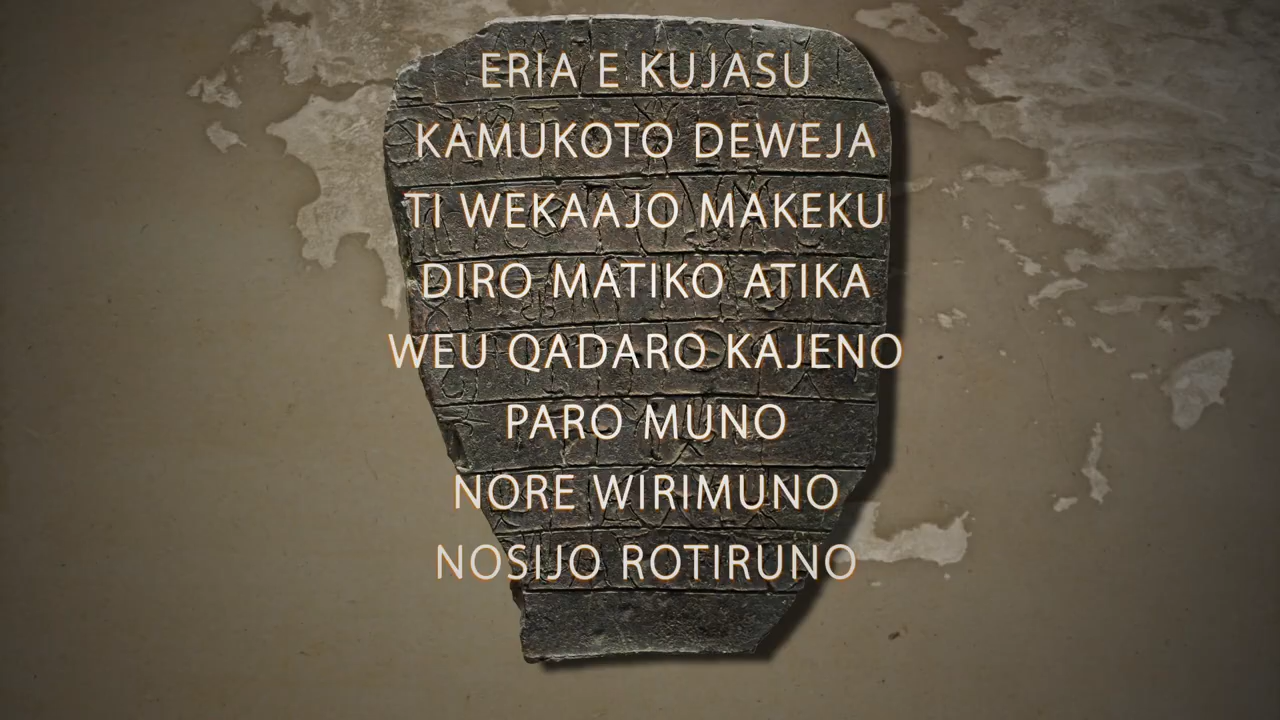 ERIA E KUJASU
KAMUKOTO DEWEJA
TI WEKAAJO MAKEKU
DIRO MATIKO ATIKA
WEU QADARO KAJENO
PARO MUNO
NORE WIRIMUNO
NOSIJO ROTIRUNO